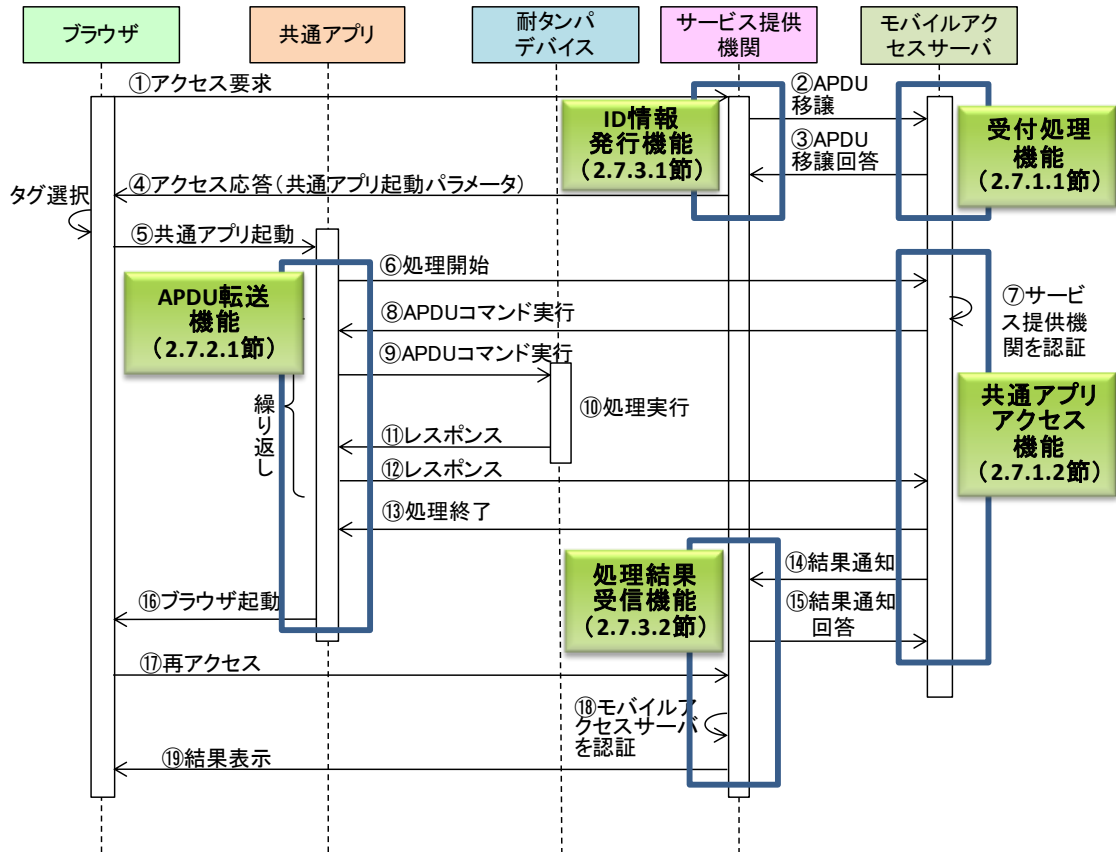 ブラウザ
共通アプリ
耐タンパ
デバイス
サービス提供
機関
モバイルアク
セスサーバ
①アクセス要求
②APDU
移譲
ID情報
発行機能
(2.7.3.1節)
受付処理
機能
(2.7.1.1節)
③APDU
移譲回答
④アクセス応答(共通アプリ起動パラメータ)
タグ選択
⑤共通アプリ起動
⑥処理開始
APDU転送
機能
(2.7.2.1節)
⑦サービ
ス提供機
関を認証
⑧APDUコマンド実行
⑨APDUコマンド実行
繰り返し
⑩処理実行
共通アプリ
アクセス
機能
(2.7.1.2節)
⑪レスポンス
⑫レスポンス
⑬処理終了
処理結果
受信機能
(2.7.3.2節)
⑭結果通知
⑯ブラウザ起動
⑮結果通知
回答
⑰再アクセス
⑱モバイルア
クセスサーバ
を認証
⑲結果表示